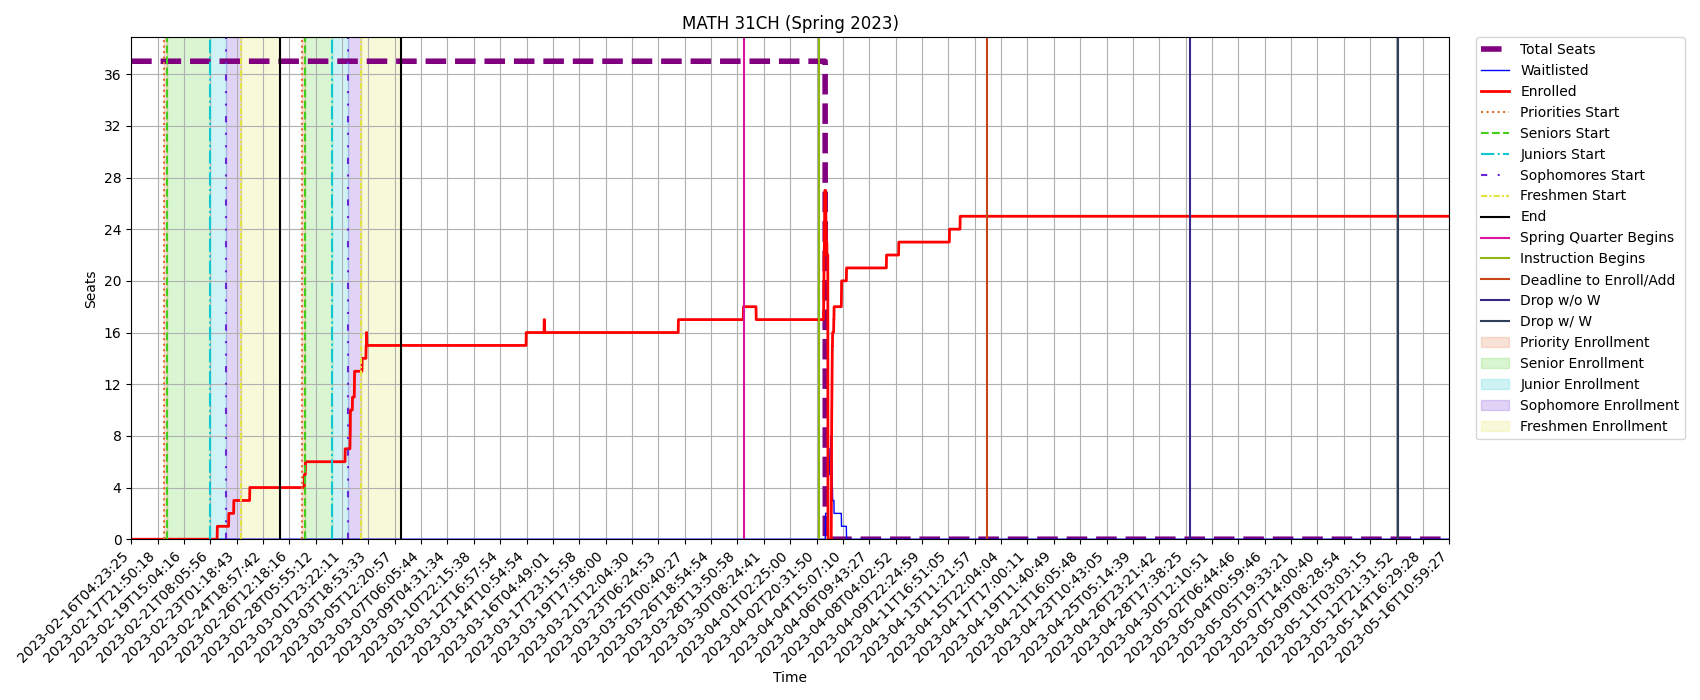 MATH 31CH (Spring 2023)
Seats
36
32
28
24
20
16
12
8
4
0
2023-02-16T04:23:25
2023-02-17T21:50:18
2023-02-19T15:04:16
2023-02-21T08:05:56
2023-02-23T01:18:43
2023-02-24T18:57:42
2023-02-26T12:18:16
2023-02-28T05:55:12
2023-03-01T23:22:11
2023-03-03T18:53:33
2023-03-05T12:20:57
2023-03-07T06:05:44
2023-03-09T04:31:34
2023-03-10T22:15:38
2023-03-12T16:57:54
2023-03-14T10:54:54
2023-03-16T04:49:01
2023-03-17T23:15:58
2023-03-19T17:58:00
2023-03-21T12:04:30
2023-03-23T06:24:53
2023-03-25T00:40:27
2023-03-26T18:54:54
2023-03-28T13:50:58
2023-03-30T08:24:41
2023-04-01T02:25:00
2023-04-02T20:31:50
2023-04-04T15:07:10
2023-04-06T09:43:27
2023-04-08T04:02:52
2023-04-09T22:24:59
2023-04-11T16:51:05
2023-04-13T11:21:57
2023-04-15T22:04:04
2023-04-17T17:00:11
2023-04-19T11:40:49
2023-04-21T16:05:48
2023-04-23T10:43:05
2023-04-25T05:14:39
2023-04-26T23:21:42
2023-04-28T17:38:25
2023-04-30T12:10:51
2023-05-02T06:44:46
2023-05-04T00:59:46
2023-05-05T19:33:21
2023-05-07T14:00:40
2023-05-09T08:28:54
2023-05-11T03:03:15
2023-05-12T21:31:52
2023-05-14T16:29:28
2023-05-16T10:59:27
Time
Total Seats
Waitlisted
Enrolled
Priorities Start
Seniors Start
Juniors Start
Sophomores Start
Freshmen Start
End
Spring Quarter Begins
Instruction Begins
Deadline to Enroll/Add
Drop w/o W
Drop w/ W
Priority Enrollment
Senior Enrollment
Junior Enrollment
Sophomore Enrollment
Freshmen Enrollment